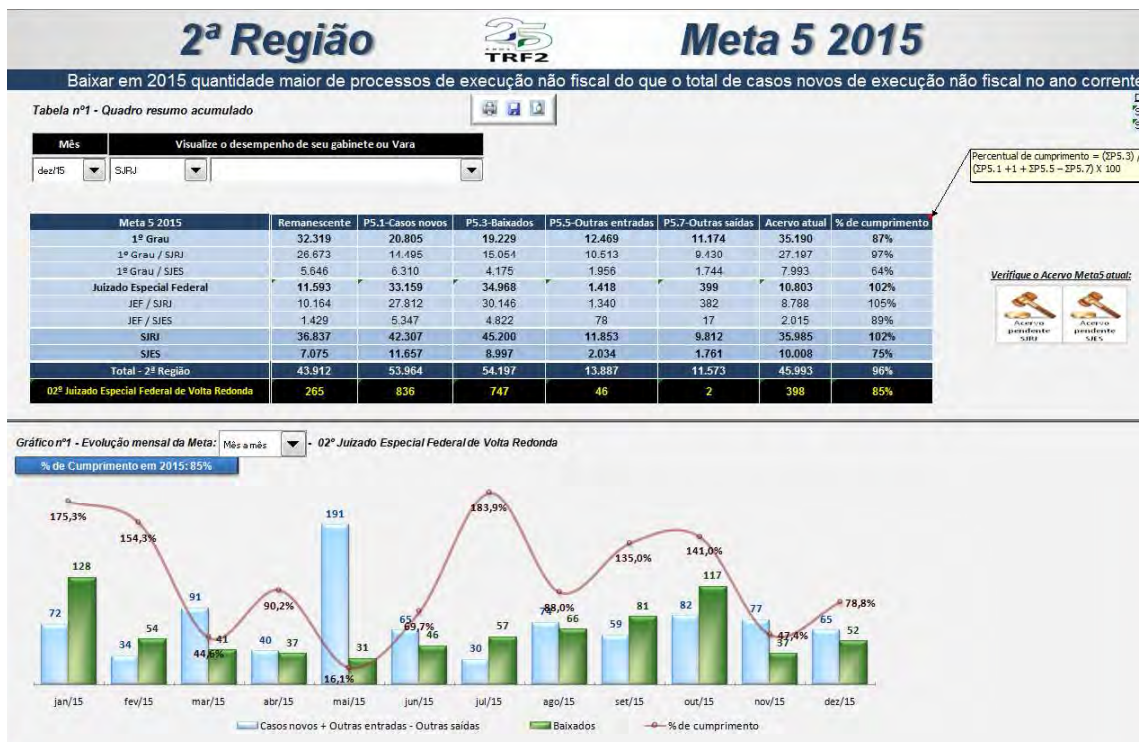 2ª Região
25
ANOS
TRF2
Meta 5 2015
Baixar em 2015 quantidade maior de processos de execução não fiscal do que o total de casos novos de execução não fiscal no ano corrente
Tabela nº1 - Quadro resumo acumulado
Mês Visualize o desempenho de seu gabinete ou Vara
dez/15 SJRJ
Percentual de cumprimento = (ΣP5.3) /
(ΣP5.1 +1 + ΣP5.5 – ΣP5.7) X 100
Meta 5 2015 Remanescente P5.1-Casos novos P5.3-Baixados P5.5-Outras entradas P5.7-Outras saídas Acervo atual % de cumprimento
1º Grau 32.319 20.805 19.229 12.469 11.174 35.190 87%
1º Grau / SJRJ 26.673 14.495 15.054 10.513 9.430 27.197 97%
1º Grau / SJES 5.646 6.310 4.175 1.956 1.744 7.993 64%
Juizado Especial Federal 11.593 33.159 34.968 1.418 399 10.803 102%
JEF / SJRJ 10.164 27.812 30.146 1.340 382 8.788 105%
JEF / SJES 1.429 5.347 4.822 78 17 2.015 89%
SJRJ 36.837 42.307 45.200 11.853 9.812 35.985 102%
SJES 7.075 11.657 8.997 2.034 1.761 10.008 75%
Total - 2ª Região 43.912 53.964 54.197 13.887 11.573 45.993 96%
02º Juizado Especial Federal de Volta Redonda 265 836 747 46 2 398 85%
Verifique o Acervo Meta5 atual:
Acervo pendente SJRJ
Acervo pendente SJES
Gráfico nº1 - Evolução mensal da Meta: Mês a mês - 02º Juizado Especial Federal de Volta Redonda
% de Cumprimento em 2015: 85%
175,3% 154,3% 44,6% 90,2% 16,1% 69,7% 183,9% 88,0% 135,0% 141,0% 47,4% 78,8%
72 34 91 40 191 65 30 74 59 82 77 65
128 54 41 37 31 46 57 66 81 117 37 52
jan/15 fev/15 mar/15 abr/15 mai/15 jun/15 jul/15 ago/15 set/15 out/15 nov/15 dez/15
Casos novos + Outras entradas - Outras saídas Baixados % de cumprimento